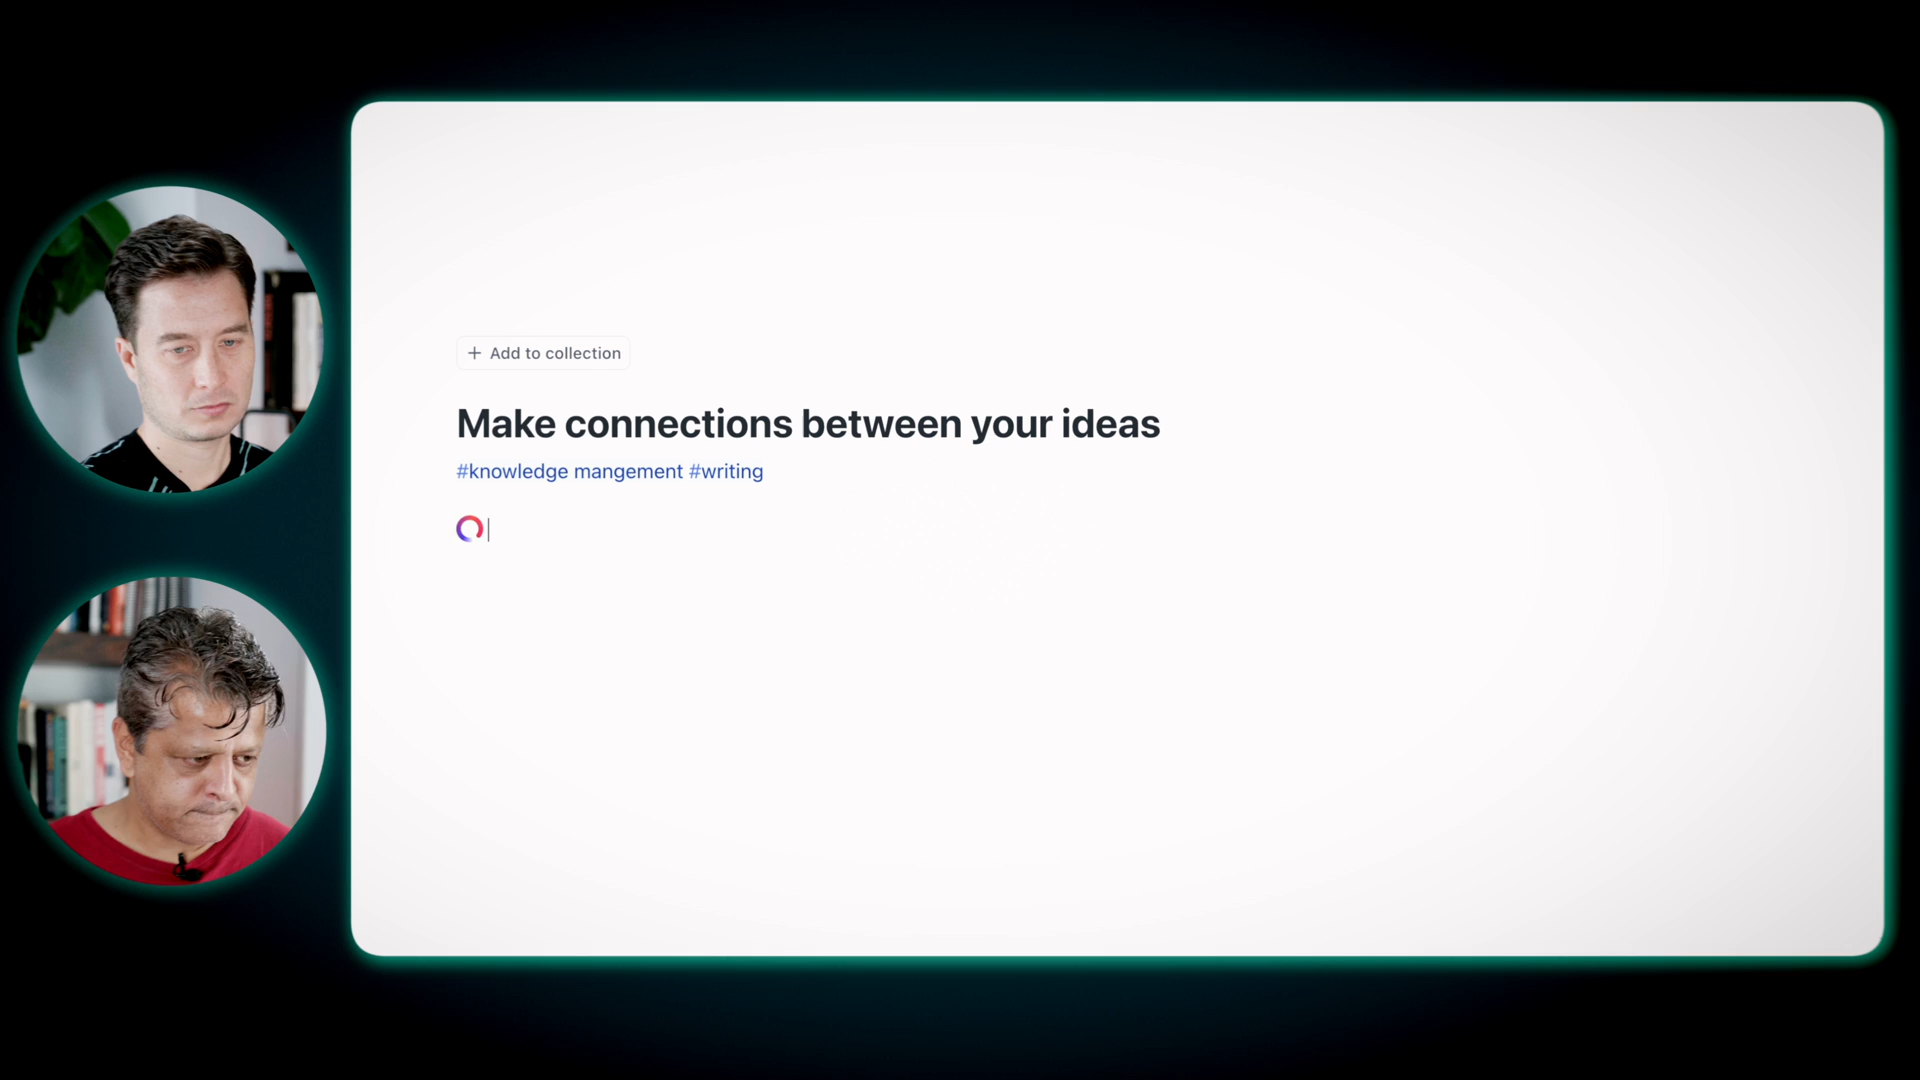 + Add to collection
Make connections between your ideas
#knowledge mangement #writing